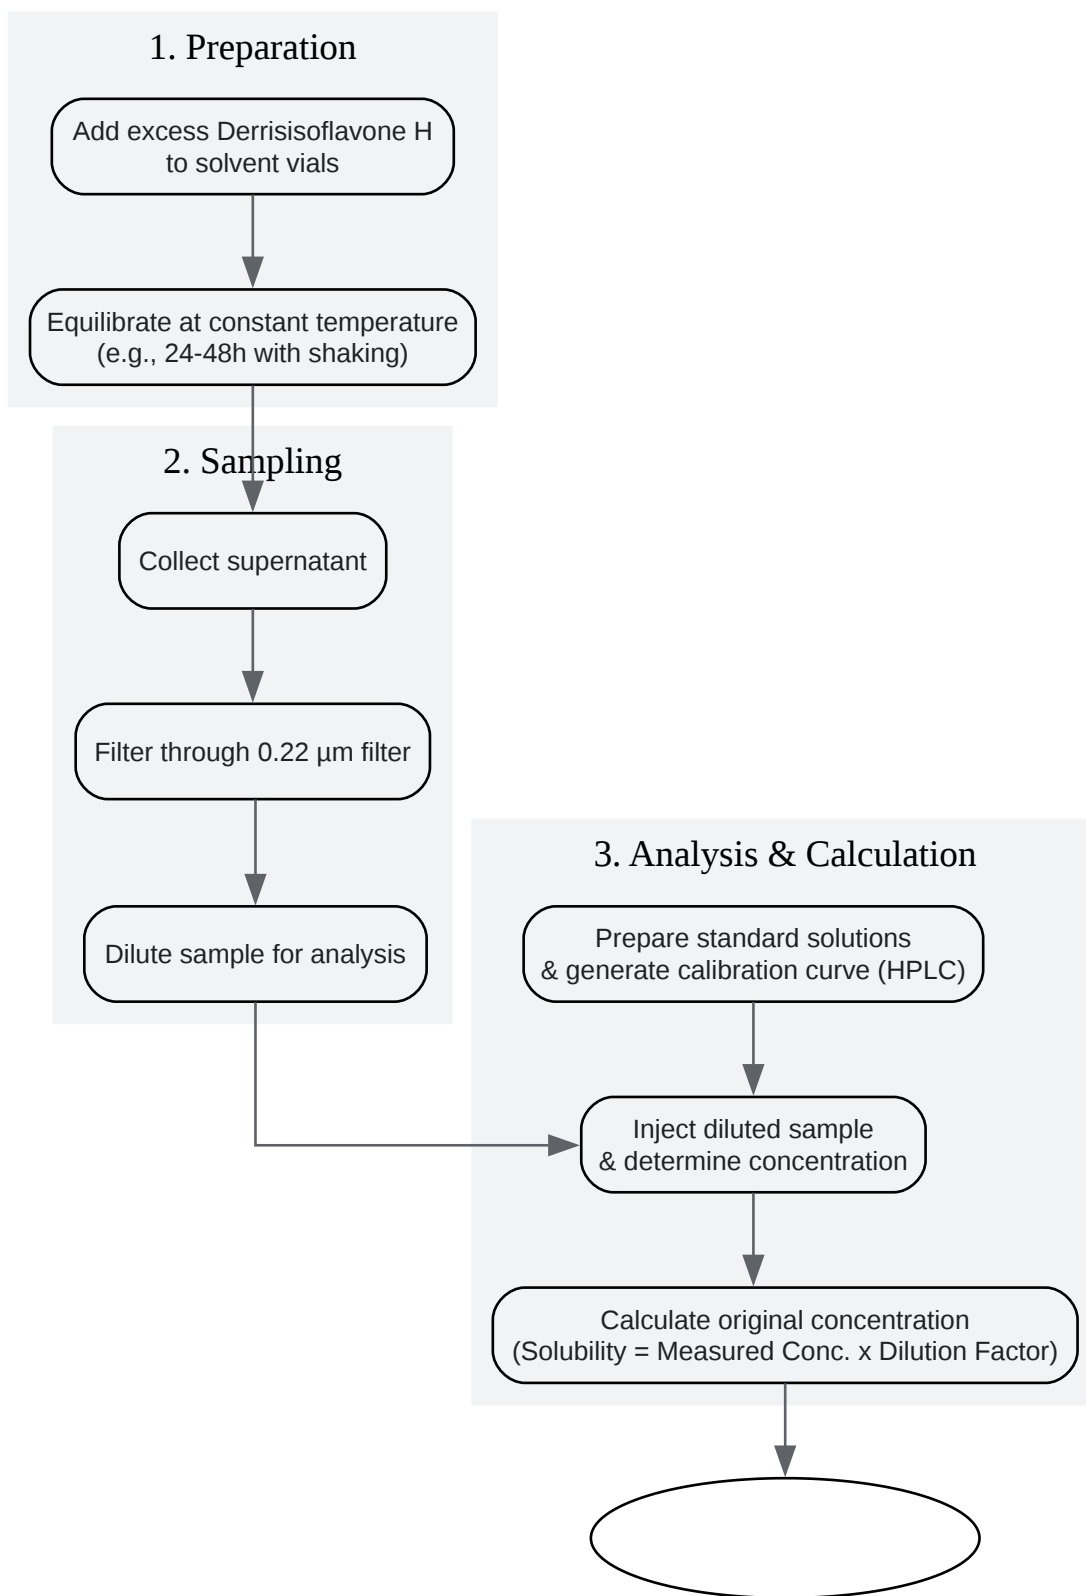 1. Preparation
Add excess Derrisisoflavone H
to solvent vials
Equilibrate at constant temperature
(e.g., 24-48h with shaking)
2. Sampling
Collect supernatant
Filter through 0.22 µm filter
Dilute sample for analysis
3. Analysis & Calculation
Prepare standard solutions
& generate calibration curve (HPLC)
Inject diluted sample
& determine concentration
Calculate original concentration
(Solubility = Measured Conc. x Dilution Factor)